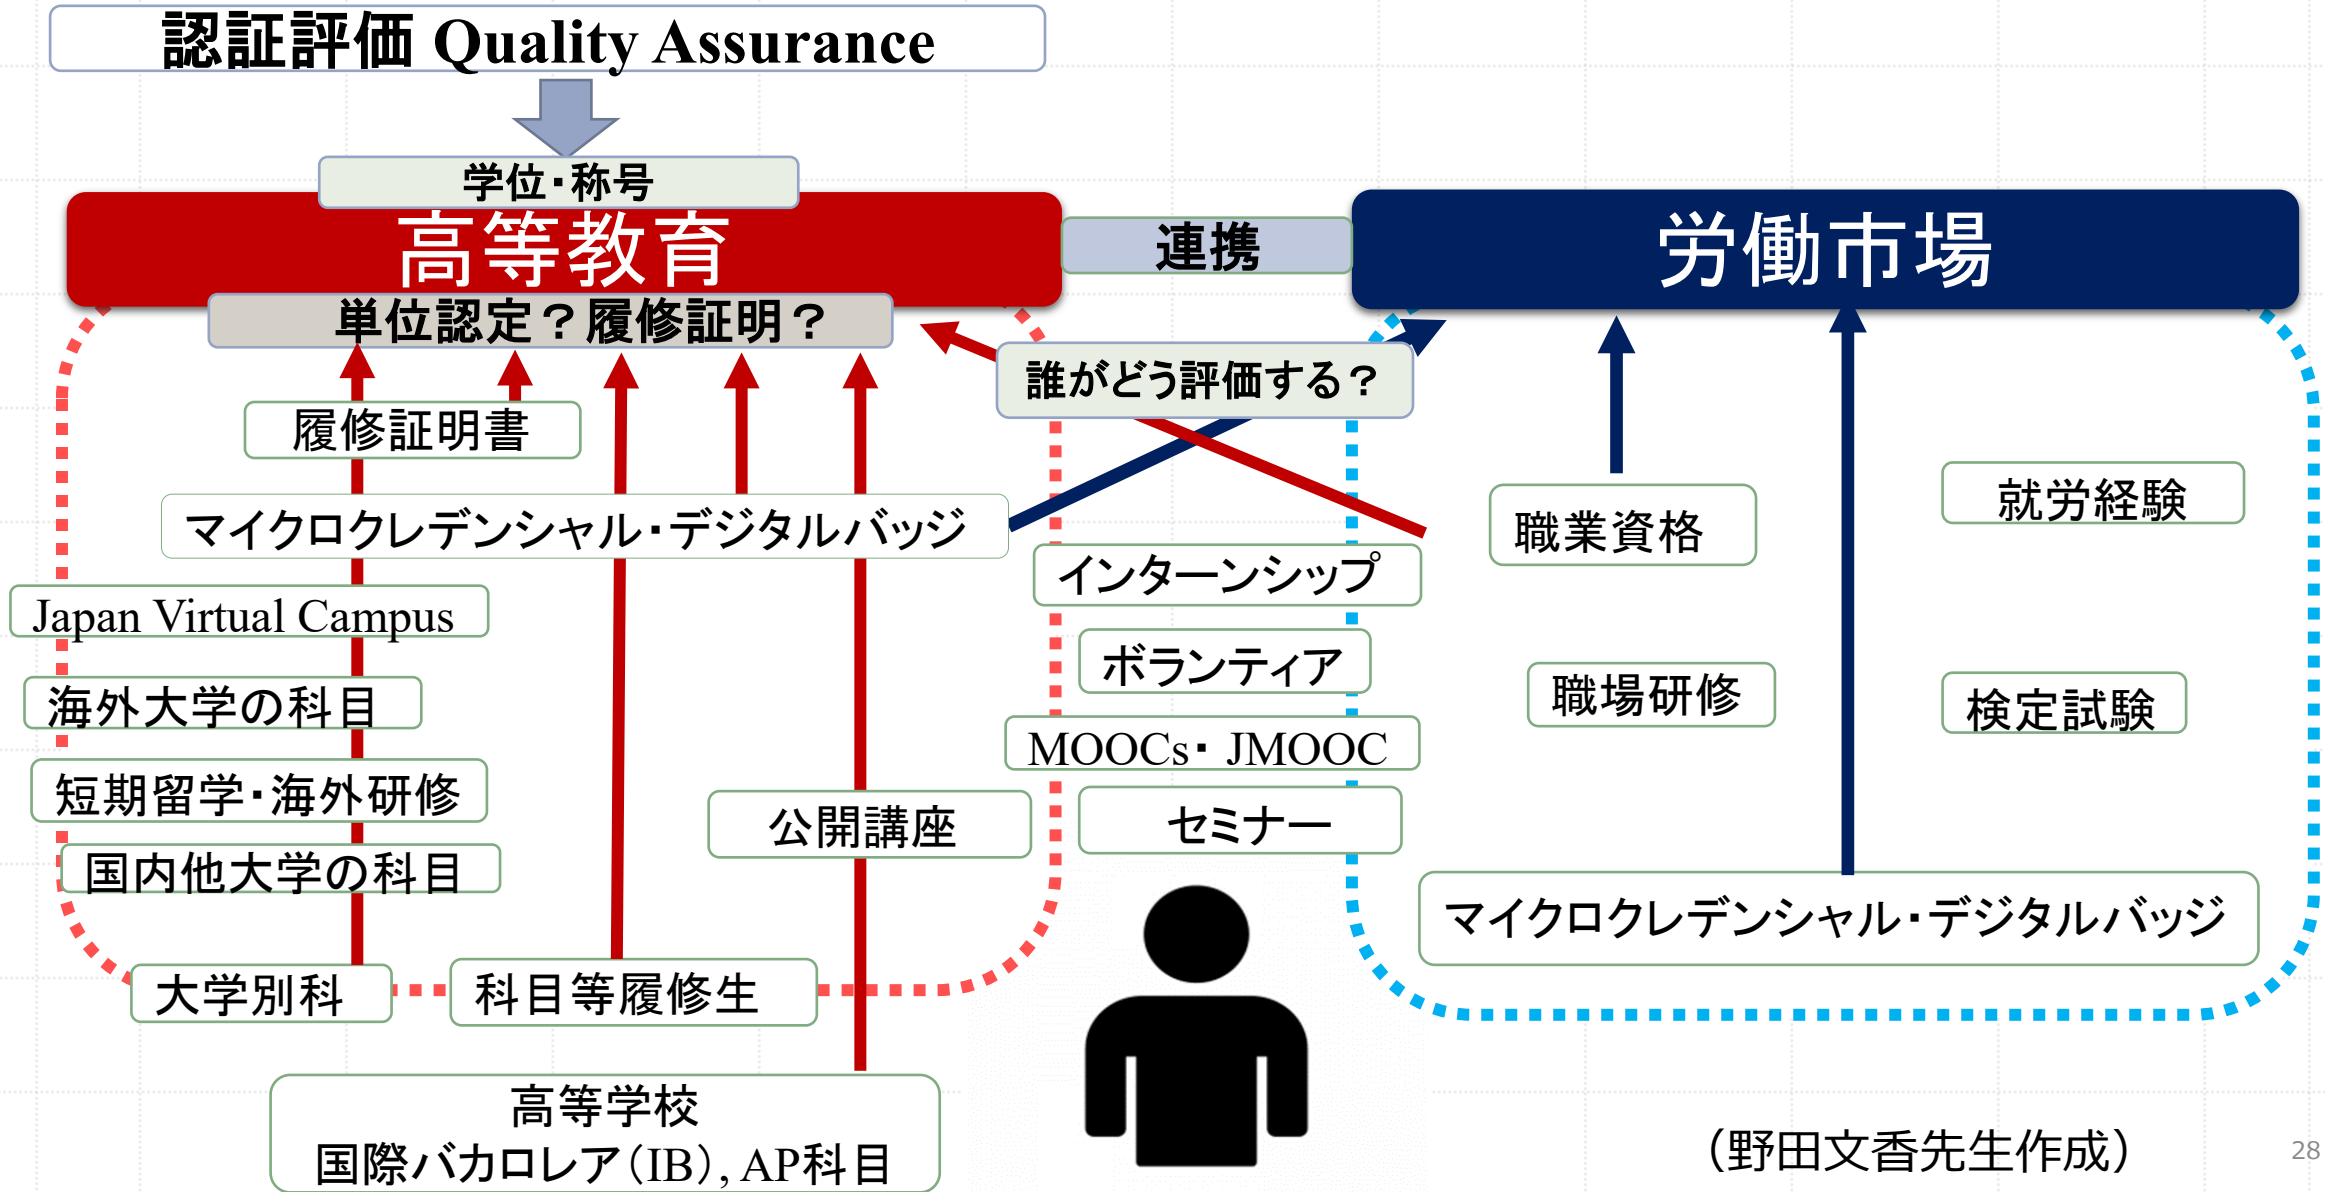 認証評価 Quality Assurance
学位・称号
高等教育
連携
労働市場
単位認定？履修証明？
誰がどう評価する？
履修証明書
マイクロクレデンシャル・デジタルバッジ
Japan Virtual Campus
海外大学の科目
短期留学・海外研修
国内他大学の科目
公開講座
大学別科
科目等履修生
高等学校
国際バカロレア（IB）, AP科目
インターンシップ
ボランティア
MOOCs・JMOOC
セミナー
職業資格
就労経験
職場研修
検定試験
マイクロクレデンシャル・デジタルバッジ
（野田文香先生作成）
28